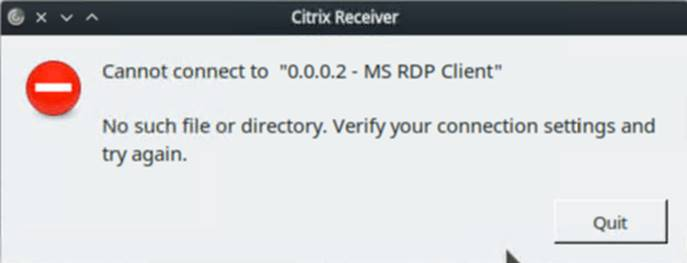 Citrix Receiver
Cannot connect to "0.0.0.2 - MS RDP Client"
No such file or directory. Verify your connection settings and
try again.
Quit